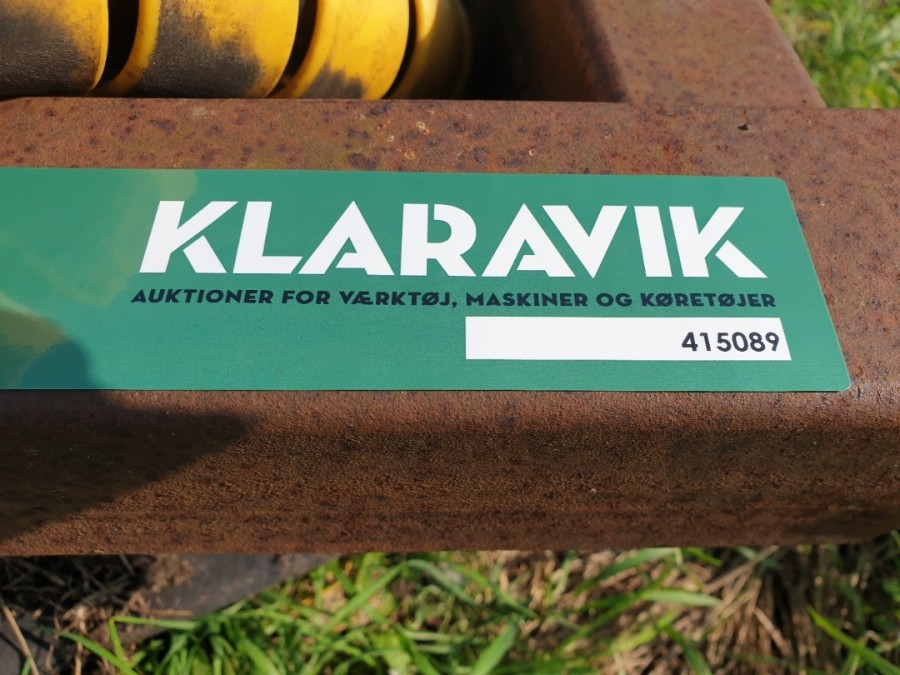 KLARAVIK
AUKTIONER FOR VÆRKTØJ, MASKINER OG KØRETØJER
415089